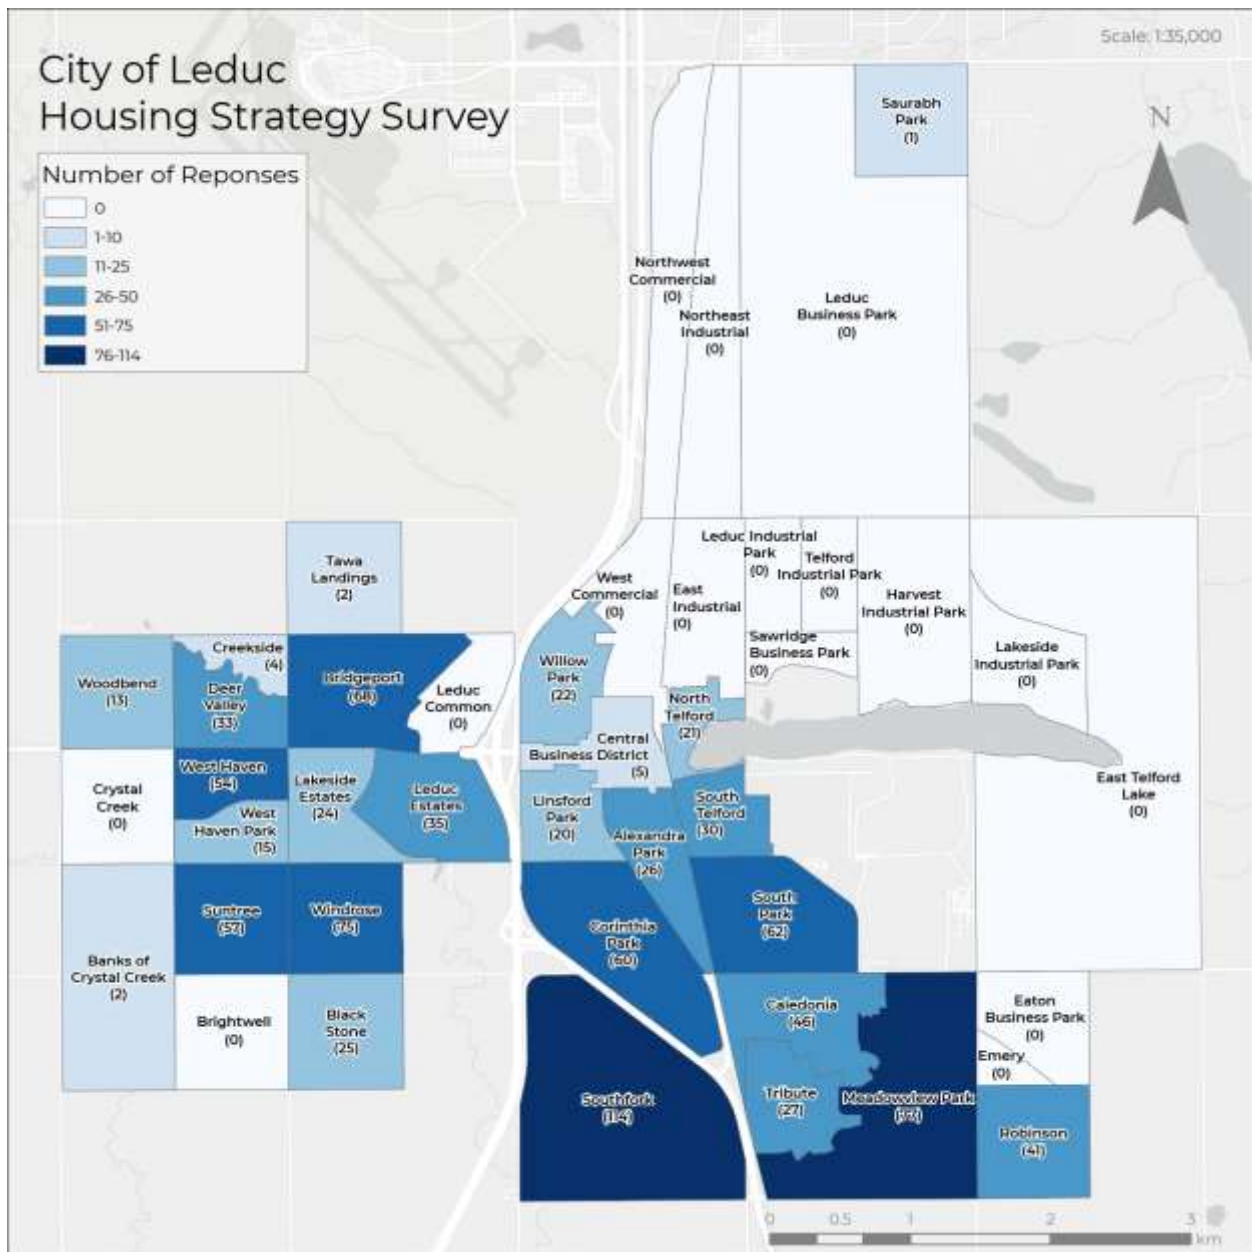 City of Leduc
Housing Strategy Survey
Scale: 1:35,000
Number of Reponses
0
1-10
11-25
26-50
51-75
76-114
N
Saurabh
Park
(1)
Northwest
Commercial
(0)
Northeast
Industrial
(0)
Leduc
Business Park
(0)
Tawa
Landings
(2)
West
Commercial
(0)
East
Industrial
(0)
Leduc Industrial
Park
(0)
Telford
Industrial Park
(0)
Harvest
Industrial Park
(0)
Sawridge
Business Park
(0)
Lakeside
Industrial Park
(0)
Woodbend
(13)
Creekside
(4)
Deer
Valley
(33)
Bridgeport
(68)
Leduc
Common
(0)
Willow
Park
(22)
North
Telford
(21)
Central
Business District
(5)
East Telford
Lake
(0)
Crystal
Creek
(0)
West Haven
(54)
West
Haven Park
(15)
Lakeside
Estates
(24)
Leduc
Estates
(35)
Linsford
Park
(20)
Alexandra
Park
(26)
South
Telford
(30)
Banks of
Crystal Creek
(2)
Suntree
(57)
Windrose
(75)
Corinthia
Park
(60)
South
Park
(62)
Brightwell
(0)
Black
Stone
(25)
Southfork
(114)
Caledonia
(46)
Tribute
(27)
Meadowview Park
Eaton
Business Park
(0)
Emery
(0)
Robinson
(41)
0
0.5
1
2
3
km